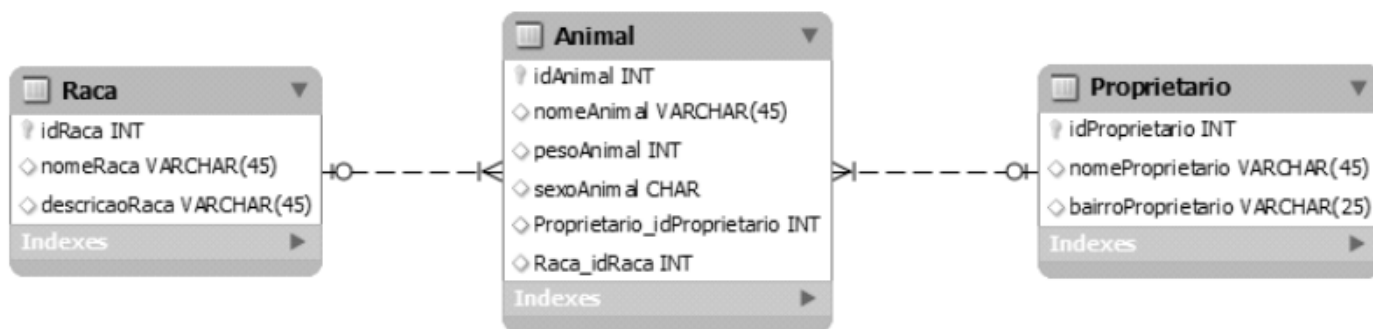 Raca
idRaca INT
nomeRaca VARCHAR(45)
descricaoRaca VARCHAR(45)
Indexes
Animal
idAnimal INT
nomeAnimal VARCHAR(45)
pesoAnimal INT
sexoAnimal CHAR
Proprietario_idProprietario INT
Raca_idRaca INT
Indexes
Proprietario
idProprietario INT
nomeProprietario VARCHAR(45)
bairroProprietario VARCHAR(25)
Indexes